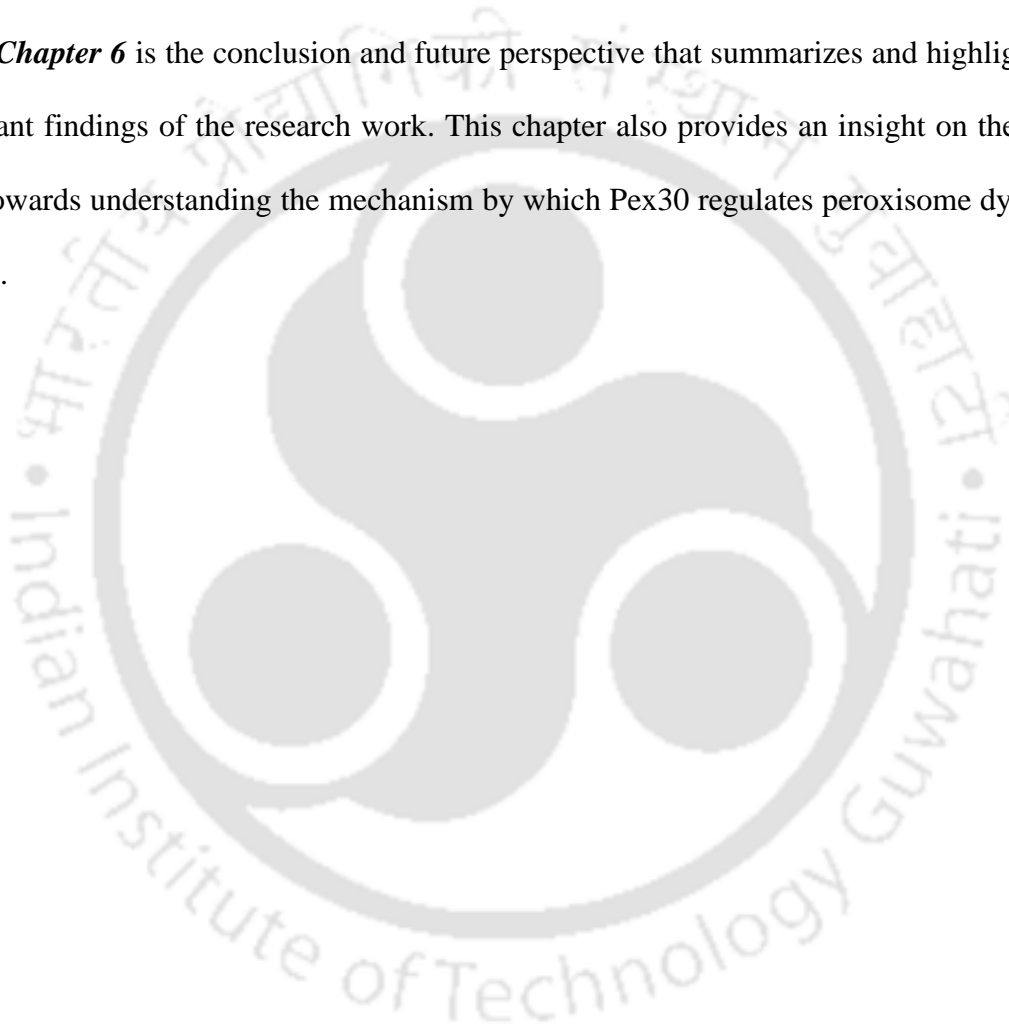 Chapter 6 is the conclusion and future perspective that summarizes and highlig
ant findings of the research work. This chapter also provides an insight on the
owards understanding the mechanism by which Pex30 regulates peroxisome dy
.
भारतीय प्रौद्योगिकी संस्थान गुवाहाटी
• Indian Institute of Technology Guwahati •